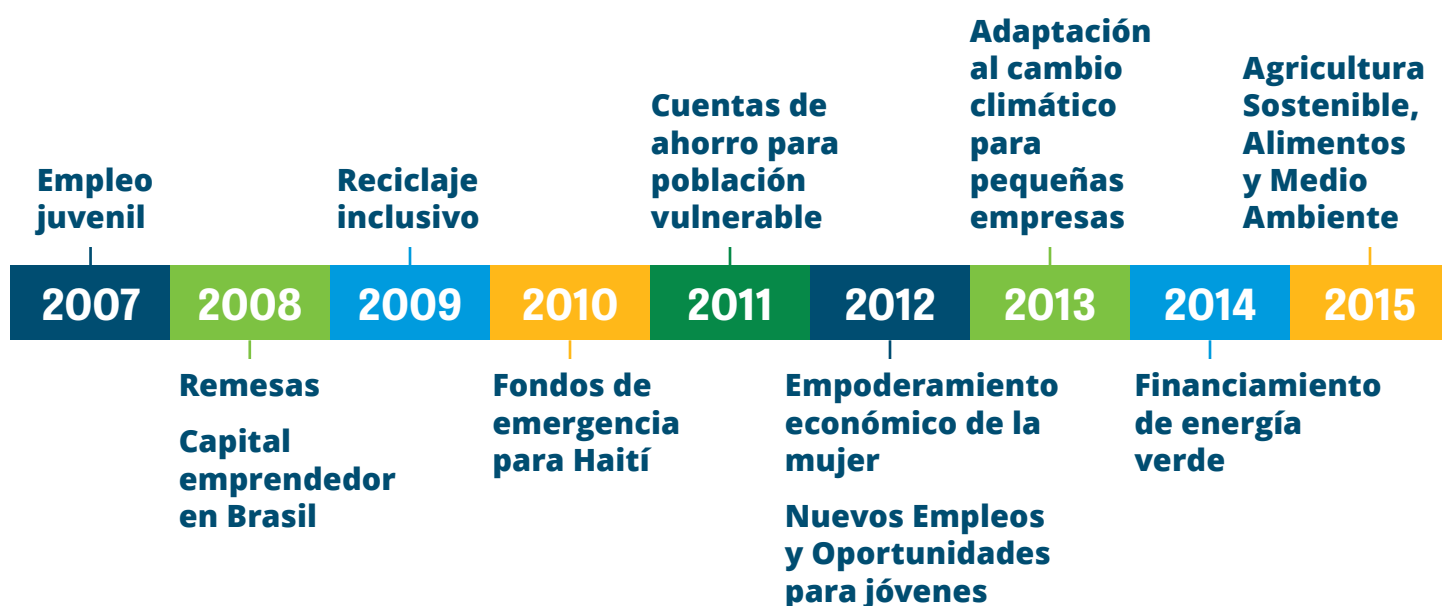 Empleo
juvenil
Reciclaje
inclusivo
Cuentas de
ahorro para
población
vulnerable
Adaptación
al cambio
climático
para
pequeñas
empresas
Agricultura
Sostenible,
Alimentos
y Medio
Ambiente
2007 2008 2009 2010 2011 2012 2013 2014 2015
Remesas
Capital
emprendedor
en Brasil
Fondos de
emergencia
para Haití
Empoderamiento
económico de la
mujer
Nuevos Empleos
y Oportunidades
para jóvenes
Financiamiento
de energía
verde